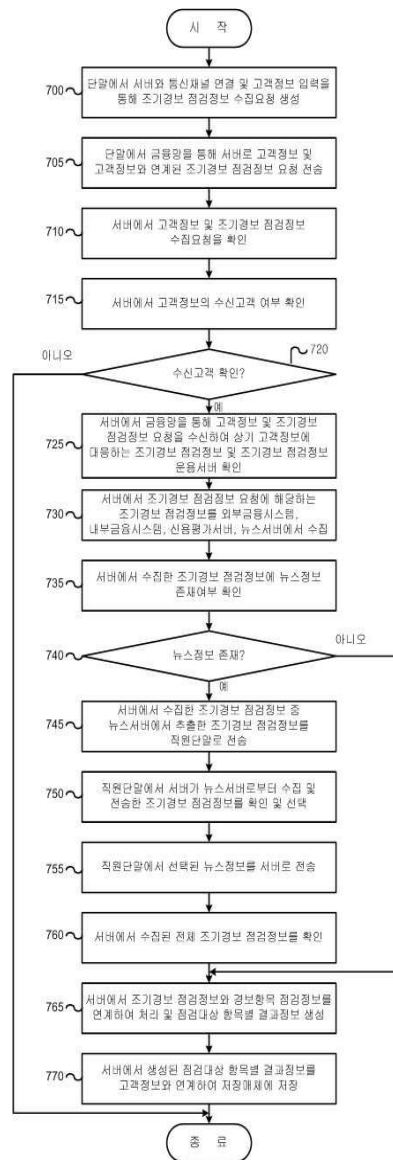 시 작
700
단말에서 서버와 통신채널 연결 및 고객정보 입력을
통해 조기경보 점검정보 수집요청 생성
705
단말에서 금융망을 통해 서버로 고객정보 및
고객정보와 연계된 조기경보 점검정보 요청 전송
710
서버에서 고객정보 및 조기경보 점검정보
수집요청을 확인
715
서버에서 고객정보의 수신고객 여부 확인
720
아니오
수신고객 확인?
예
725
서버에서 금융망을 통해 고객정보 및 조기경보
점검정보 요청을 수신하여 상기 고객정보에
대응하는 조기경보 점검정보 및 조기경보 점검정보
운용서버 확인
730
서버에서 조기경보 점검정보 요청에 해당하는
조기경보 점검정보를 외부금융시스템,
내부금융시스템, 신용평가서버, 뉴스서버에서 수집
735
서버에서 수집한 조기경보 점검정보에 뉴스정보
존재여부 확인
740
뉴스정보 존재?
아니오
예
745
서버에서 수집한 조기경보 점검정보 중
뉴스서버에서 추출한 조기경보 점검정보를
직원단말로 전송
750
직원단말에서 서버가 뉴스서버로부터 수집 및
전송한 조기경보 점검정보를 확인 및 선택
755
직원단말에서 선택된 뉴스정보를 서버로 전송
760
서버에서 수집된 전체 조기경보 점검정보를 확인
765
서버에서 조기경보 점검정보와 경보항목 점검정보를
연계하여 처리 및 점검대상 항목별 결과정보 생성
770
서버에서 생성된 점검대상 항목별 결과정보를
고객정보와 연계하여 저장매체에 저장
종 료